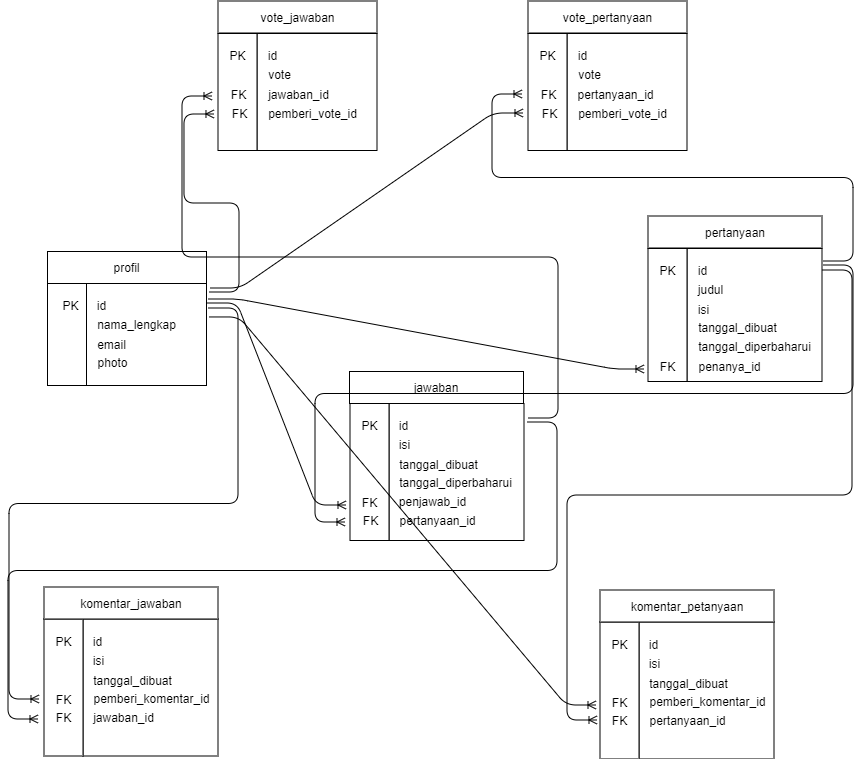 vote_jawaban
PK id
vote
FK jawaban_id
FK pemberi_vote_id
vote_pertanyaan
PK id
vote
FK pertanyaan_id
FK pemberi_vote_id
pertanyaan
PK id
judul
isi
tanggal_dibuat
tanggal_diperbaharui
FK penanya_id
profil
PK id
nama_lengkap
email
photo
jawaban
PK id
isi
tanggal_dibuat
tanggal_diperbaharui
FK penjawab_id
FK pertanyaan_id
komentar_jawaban
PK id
isi
tanggal_dibuat
FK pemberi_komentar_id
FK jawaban_id
komentar_petanyaan
PK id
isi
tanggal_dibuat
FK pemberi_komentar_id
FK pertanyaan_id